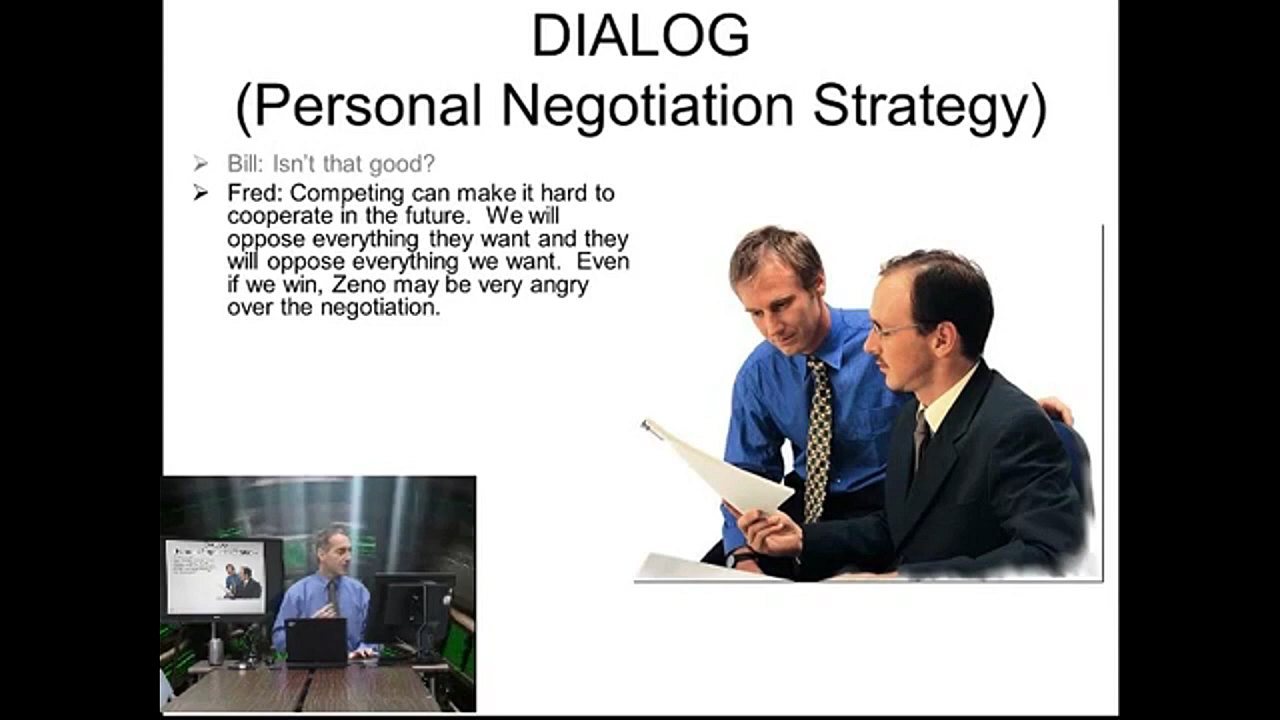 DIALOG
(Personal Negotiation Strategy)
➢ Bill: Isn't that good?
➢ Fred: Competing can make it hard to
cooperate in the future.  We will
oppose everything they want and they
will oppose everything we want.  Even
if we win, Zeno may be very angry
over the negotiation.